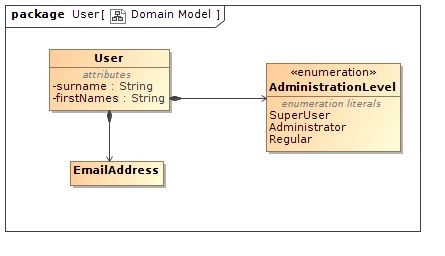 package User[ Domain Model ]
User
attributes
-surname : String
-firstNames : String
«enumeration»
AdministrationLevel
enumeration literals
SuperUser
Administrator
Regular
EmailAddress